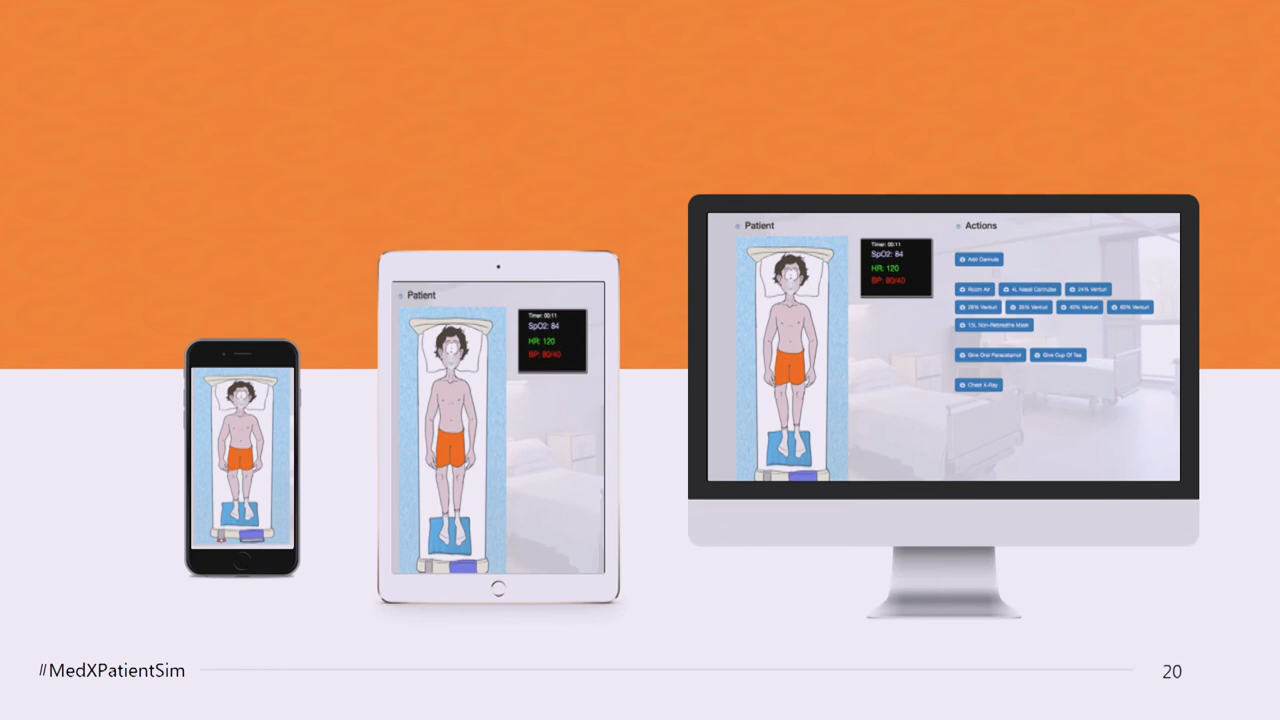 Patient
Timer: 00:11
SpO2: 84
HR: 120
BP: 80/40
Patient
Timer: 00:11
SpO2: 84
HR: 120
BP: 80/40
Actions
Add Cannula
Room Air
4L Nasal Cannulae
24% Venturi
28% Venturi
35% Venturi
40% Venturi
60% Venturi
15L Non-Rebreathe Mask
Give Oral Paracetamol
Give Cup Of Tea
Chest X-Ray
#MedXPatientSim
20